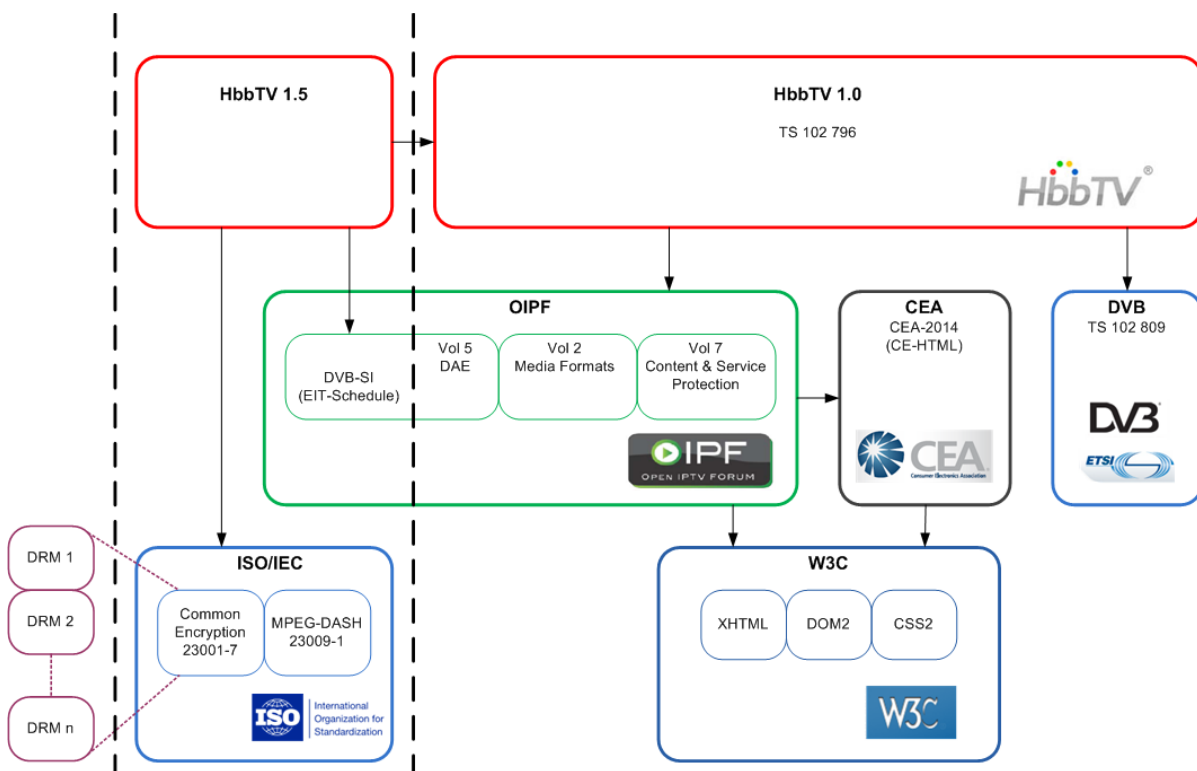 HbbTV 1.5
HbbTV 1.0
TS 102 796
HbbTV®
OIPF
Vol 5
DAE
DVB-SI
(EIT-Schedule)
Vol 2
Media Formats
Vol 7
Content & Service
Protection
OIPF
OPEN IPTV FORUM
CEA
CEA-2014
(CE-HTML)
CEA
Consumer Electronics Association
DVB
TS 102 809
DVB
ETSI
DRM 1
DRM 2
DRM n
ISO/IEC
Common
Encryption
23001-7
MPEG-DASH
23009-1
ISO
International
Organization for
Standardization
W3C
XHTML
DOM2
CSS2
W3C